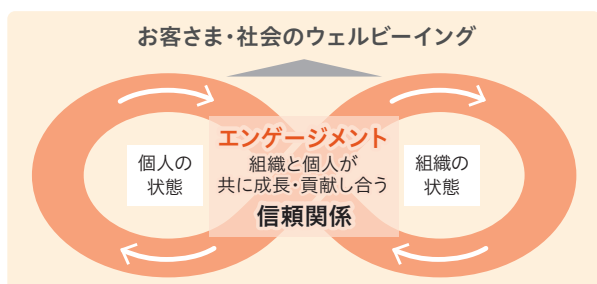 お客さま・社会のウェルビーイング
エンゲージメント
組織と個人が
共に成長・貢献し合う
信頼関係
個人の
状態
組織の
状態